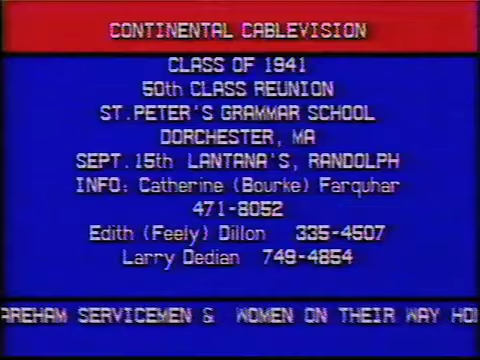 CONTINENTAL CABLEVISION
CLASS OF 1941
50th CLASS REUNION
ST.PETER'S GRAMMAR SCHOOL
DORCHESTER, MA
SEPT.15th LANTANA'S, RANDOLPH
INFO: Catherine (Bourke) Farquhar
471-8052
Edith (Feely) Dillon 335-4507
Larry Dedian 749-4854
AREHAM SERVICEMEN & WOMEN ON THEIR WAY HO